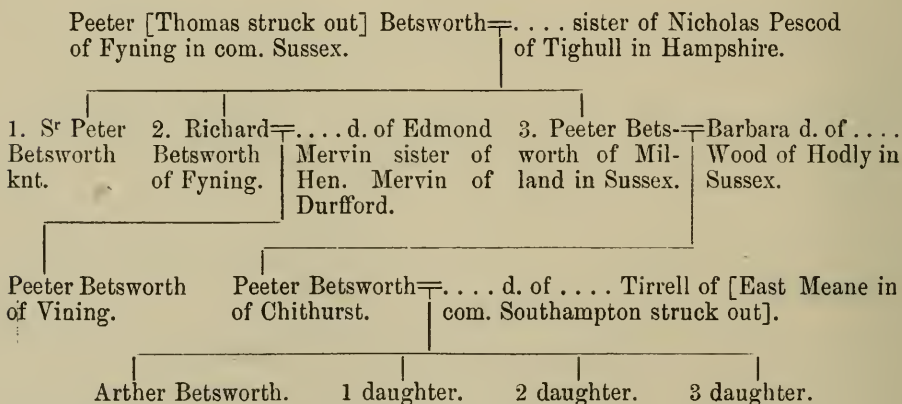 Peeter [Thomas struck out] Betsworth=. . . . sister of Nicholas Pescod
of Fyning in com. Sussex. of Tighull in Hampshire.
1. Sr Peter Betsworth knt.
2. Richard Betsworth of Fyning.
=. . . . d. of Edmond Mervin sister of Hen. Mervin of Durfford.
3. Peeter Bets-
worth of Mil-
land in Sussex.
=Barbara d. of . . . .
Wood of Hodly in
Sussex.
Peeter Betsworth
of Vining.
Peeter Betsworth
of Chithurst.
=. . . . d. of . . . . Tirrell of [East Meane in
com. Southampton struck out].
Arther Betsworth. 1 daughter. 2 daughter. 3 daughter.